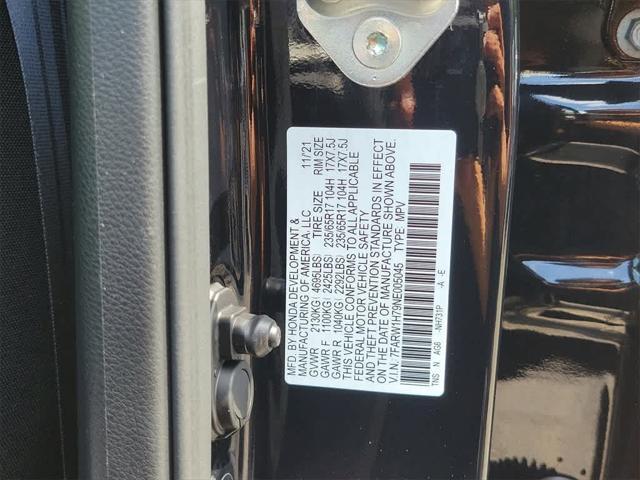 MFD. BY HONDA DEVELOPMENT &
MANUFACTURING OF AMERICA, LLC 11/21
GVWR 2130KG( 4695LBS) TIRE SIZE RIM SIZE
GAWR F 1100KG( 2425LBS) 235/65R17 104H 17X7.5J
GAWR R 1040KG( 2292LBS) 235/65R17 104H 17X7.5J
THIS VEHICLE CONFORMS TO ALL APPLICABLE
FEDERAL MOTOR VEHICLE SAFETY
AND THEFT PREVENTION STANDARDS IN EFFECT
ON THE DATE OF MANUFACTURE SHOWN ABOVE.
V.I.N. 7FARW1H79NE005045 TYPE MPV
TNS N AG6 -NH731P -A -E